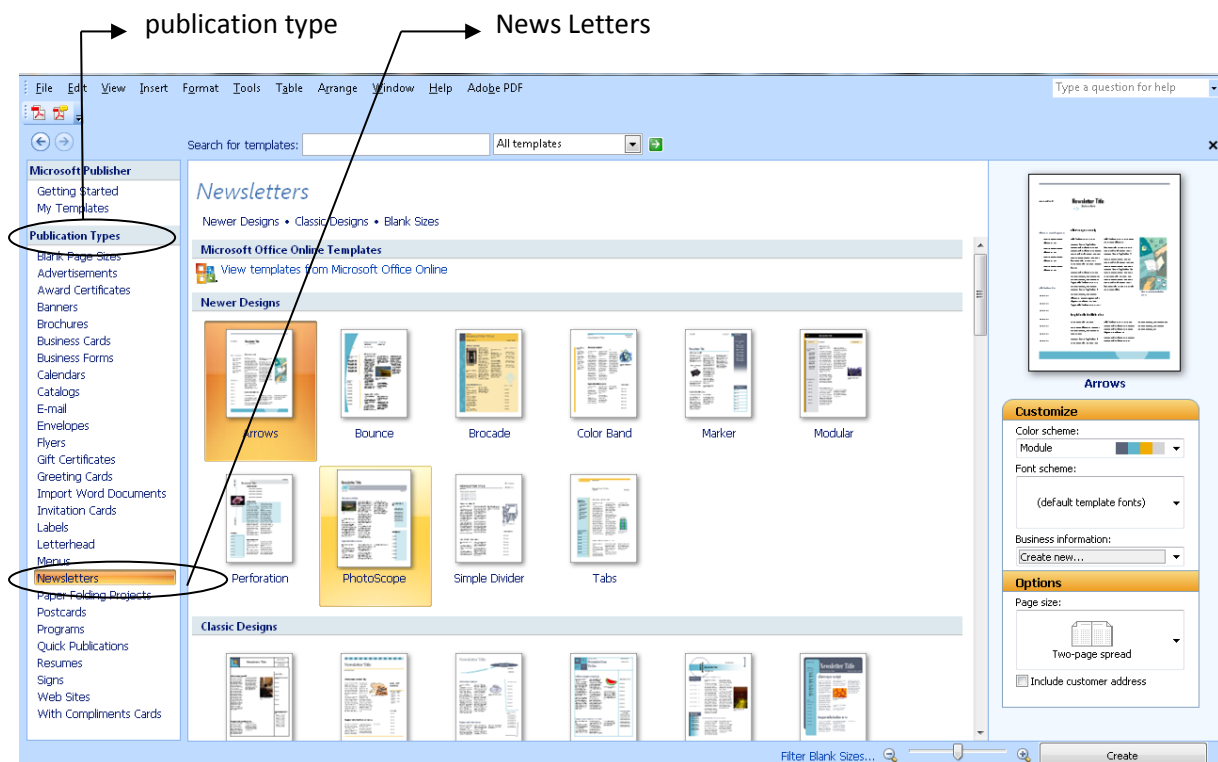 publication type
News Letters
File Edit View Insert Format Tools Table Arrange Window Help Adobe PDF
Type a question for help
Search for templates:
All templates
Microsoft Publisher
Getting Started
My Templates
Publication Types
Blank Page Sizes
Advertisements
Award Certificates
Banners
Brochures
Business Cards
Business Forms
Calendars
Catalogs
E-mail
Envelopes
Flyers
Gift Certificates
Greeting Cards
Import Word Documents
Invitation Cards
Labels
Letterhead
Menus
Newsletters
Paper Folding Projects
Postcards
Programs
Quick Publications
Resumes
Signs
Web Sites
With Compliments Cards
Newsletters
Newer Designs • Classic Designs • Blank Sizes
Microsoft Office Online Templates
View templates from Microsoft Office Online
Newer Designs
Arrows
Bounce
Brocade
Color Band
Marker
Modular
Perforation
PhotoScope
Simple Divider
Tabs
Classic Designs
Newsletter Title
Arrows
Customize
Color scheme:
Module
Font scheme:
(default template fonts)
Business information:
Create new...
Options
Page size:
Two-page spread
Include customer address
Filter Blank Sizes...
Create